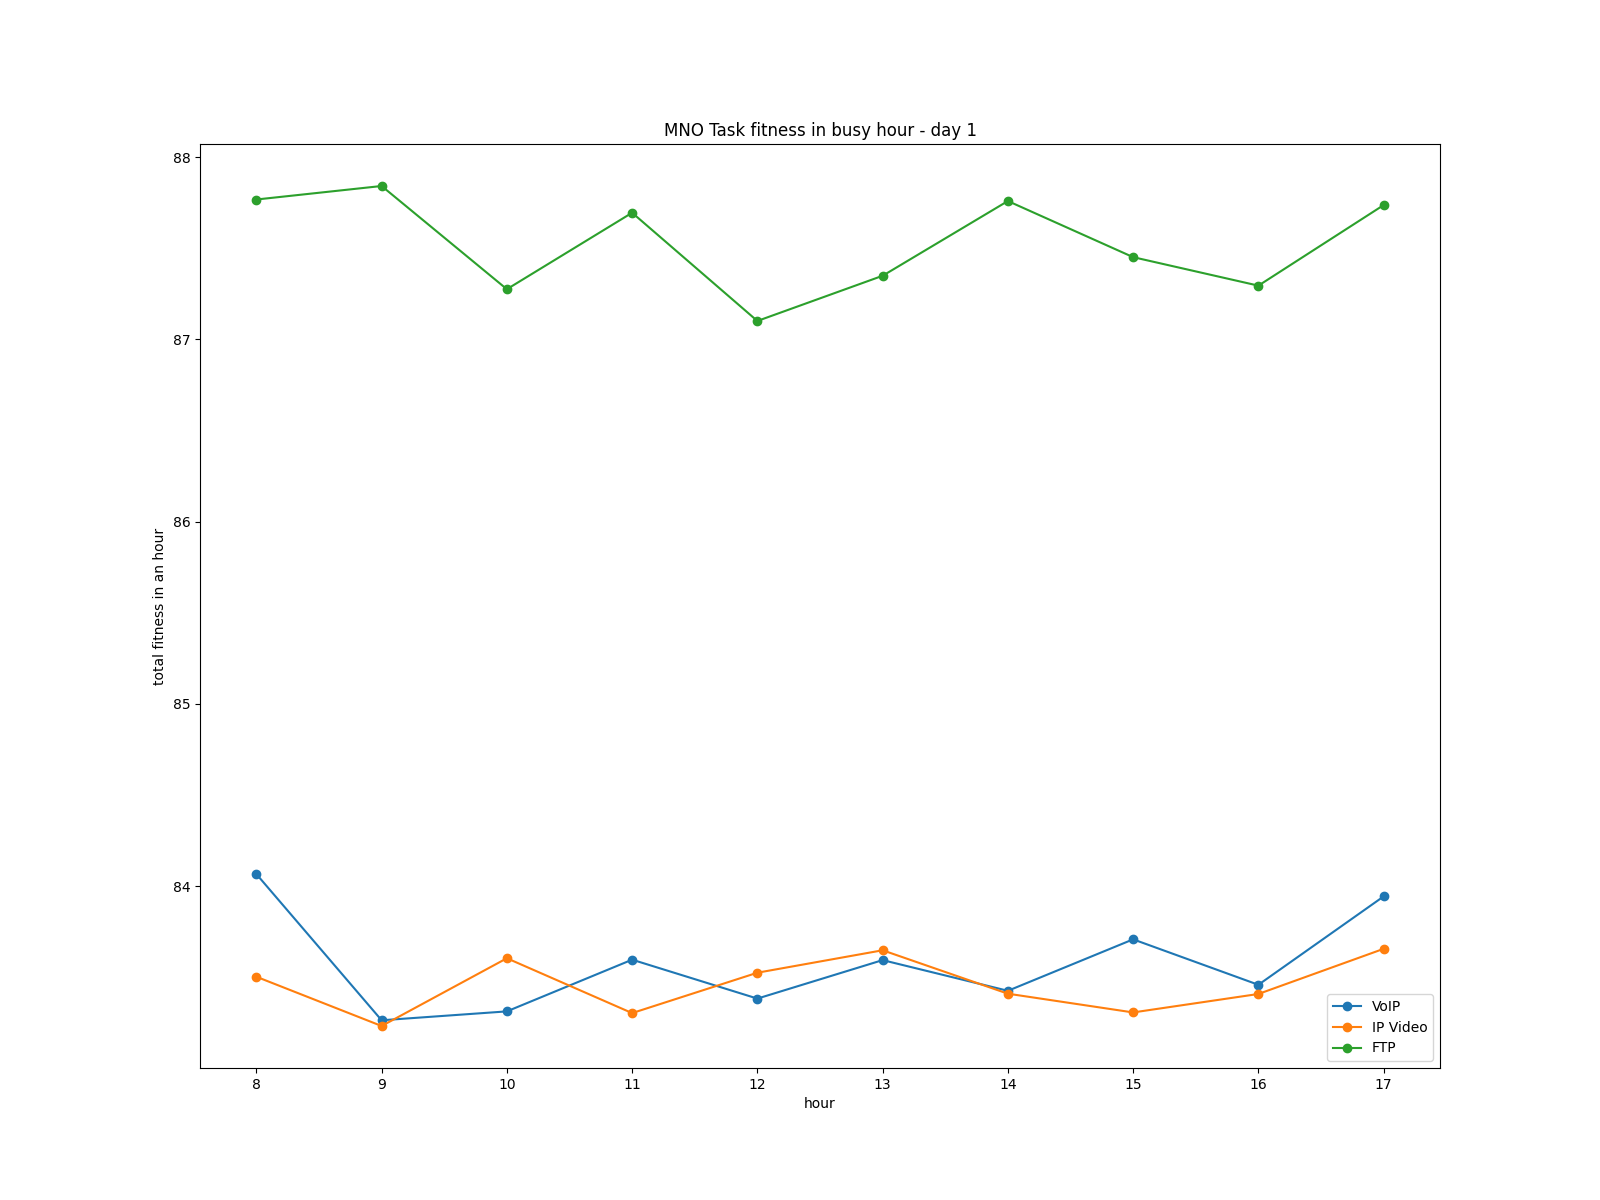 MNO Task fitness in busy hour - day 1
88
87
86
85
84
total fitness in an hour
8 9 10 11 12 13 14 15 16 17
hour
VoIP
IP Video
FTP